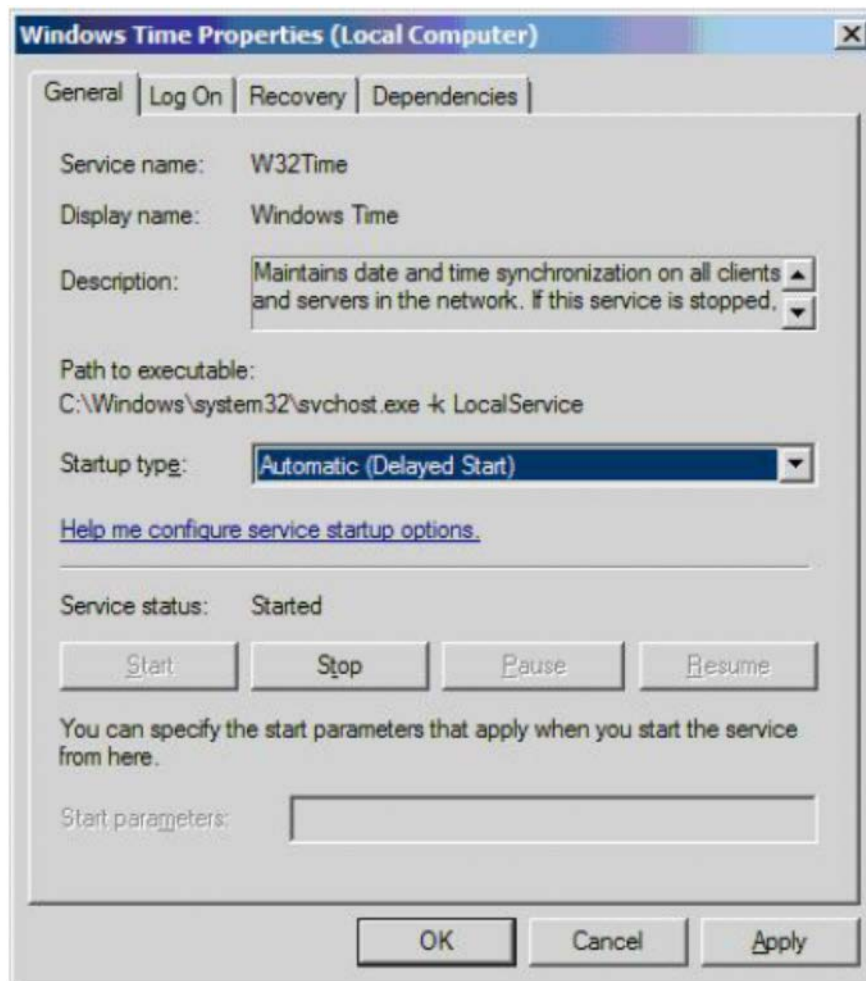 Windows Time Properties (Local Computer)
General Log On Recovery Dependencies
Service name: W32Time
Display name: Windows Time
Description: Maintains date and time synchronization on all clients
and servers in the network. If this service is stopped,
Path to executable:
C:\Windows\system32\svchost.exe -k LocalService
Startup type: Automatic (Delayed Start)
Help me configure service startup options.
Service status: Started
Start Stop Pause Resume
You can specify the start parameters that apply when you start the service
from here.
Start parameters:
OK Cancel Apply